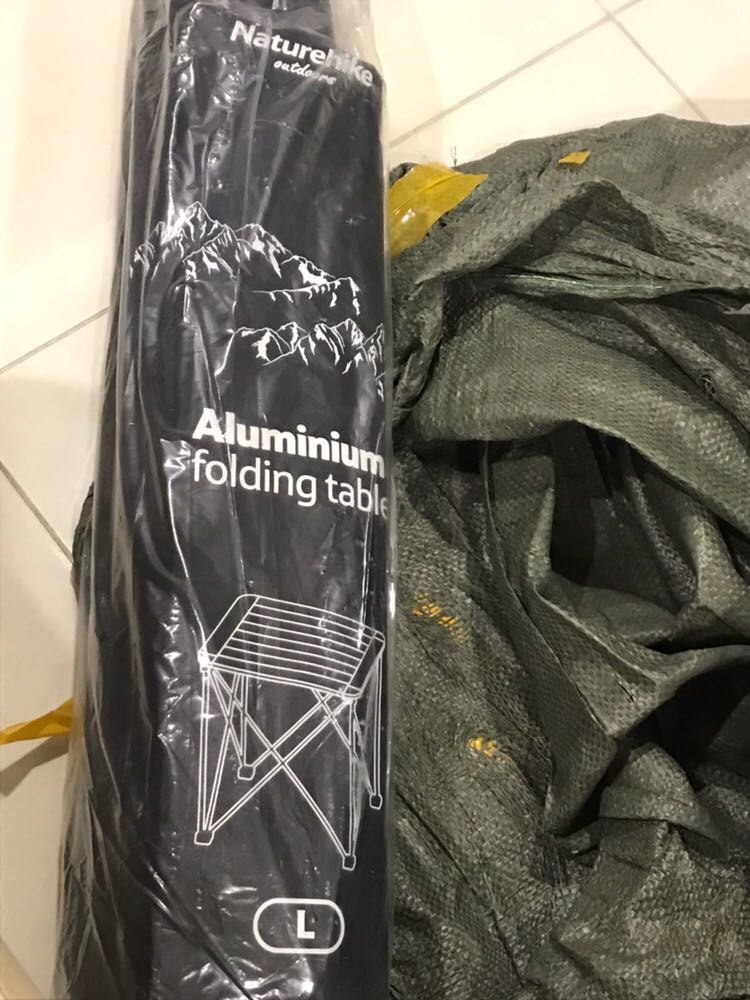 Naturehike
outdoors
Aluminium
folding table
L